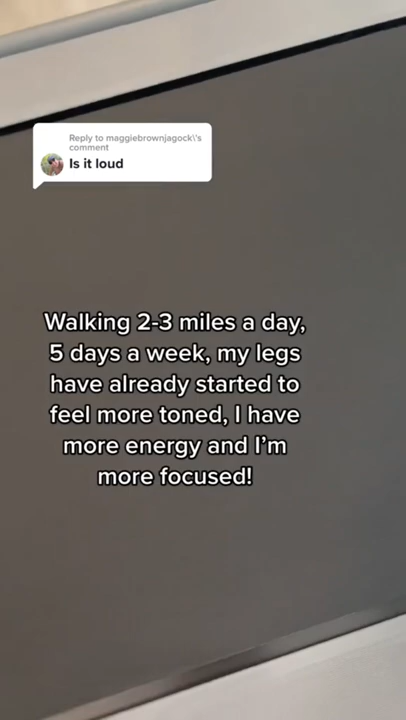 Reply to maggiebrownjagock\'s
comment
Is it loud
Walking 2-3 miles a day,
5 days a week, my legs
have already started to
feel more toned, I have
more energy and I’m
more focused!